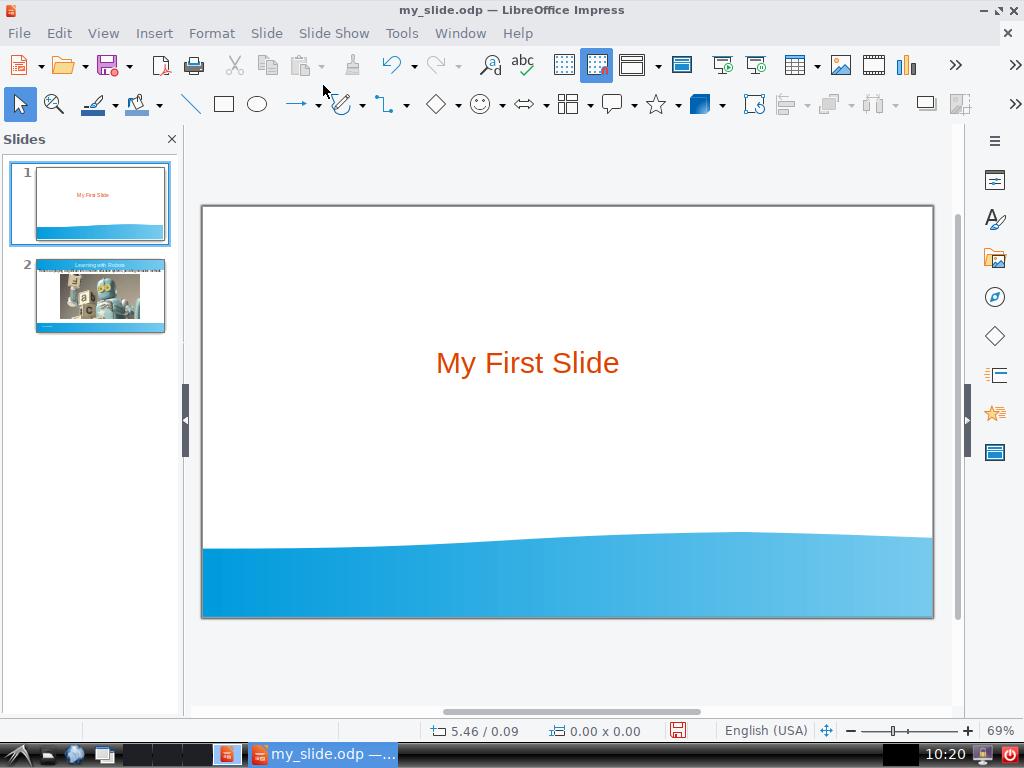 my_slide.odp — LibreOffice Impress
File Edit View Insert Format Slide Slide Show Tools Window Help
Slides
1
My First Slide
2
Learning with Robots
My First Slide
5.46 / 0.09
0.00 x 0.00
English (USA)
69%
my_slide.odp —...
10:20